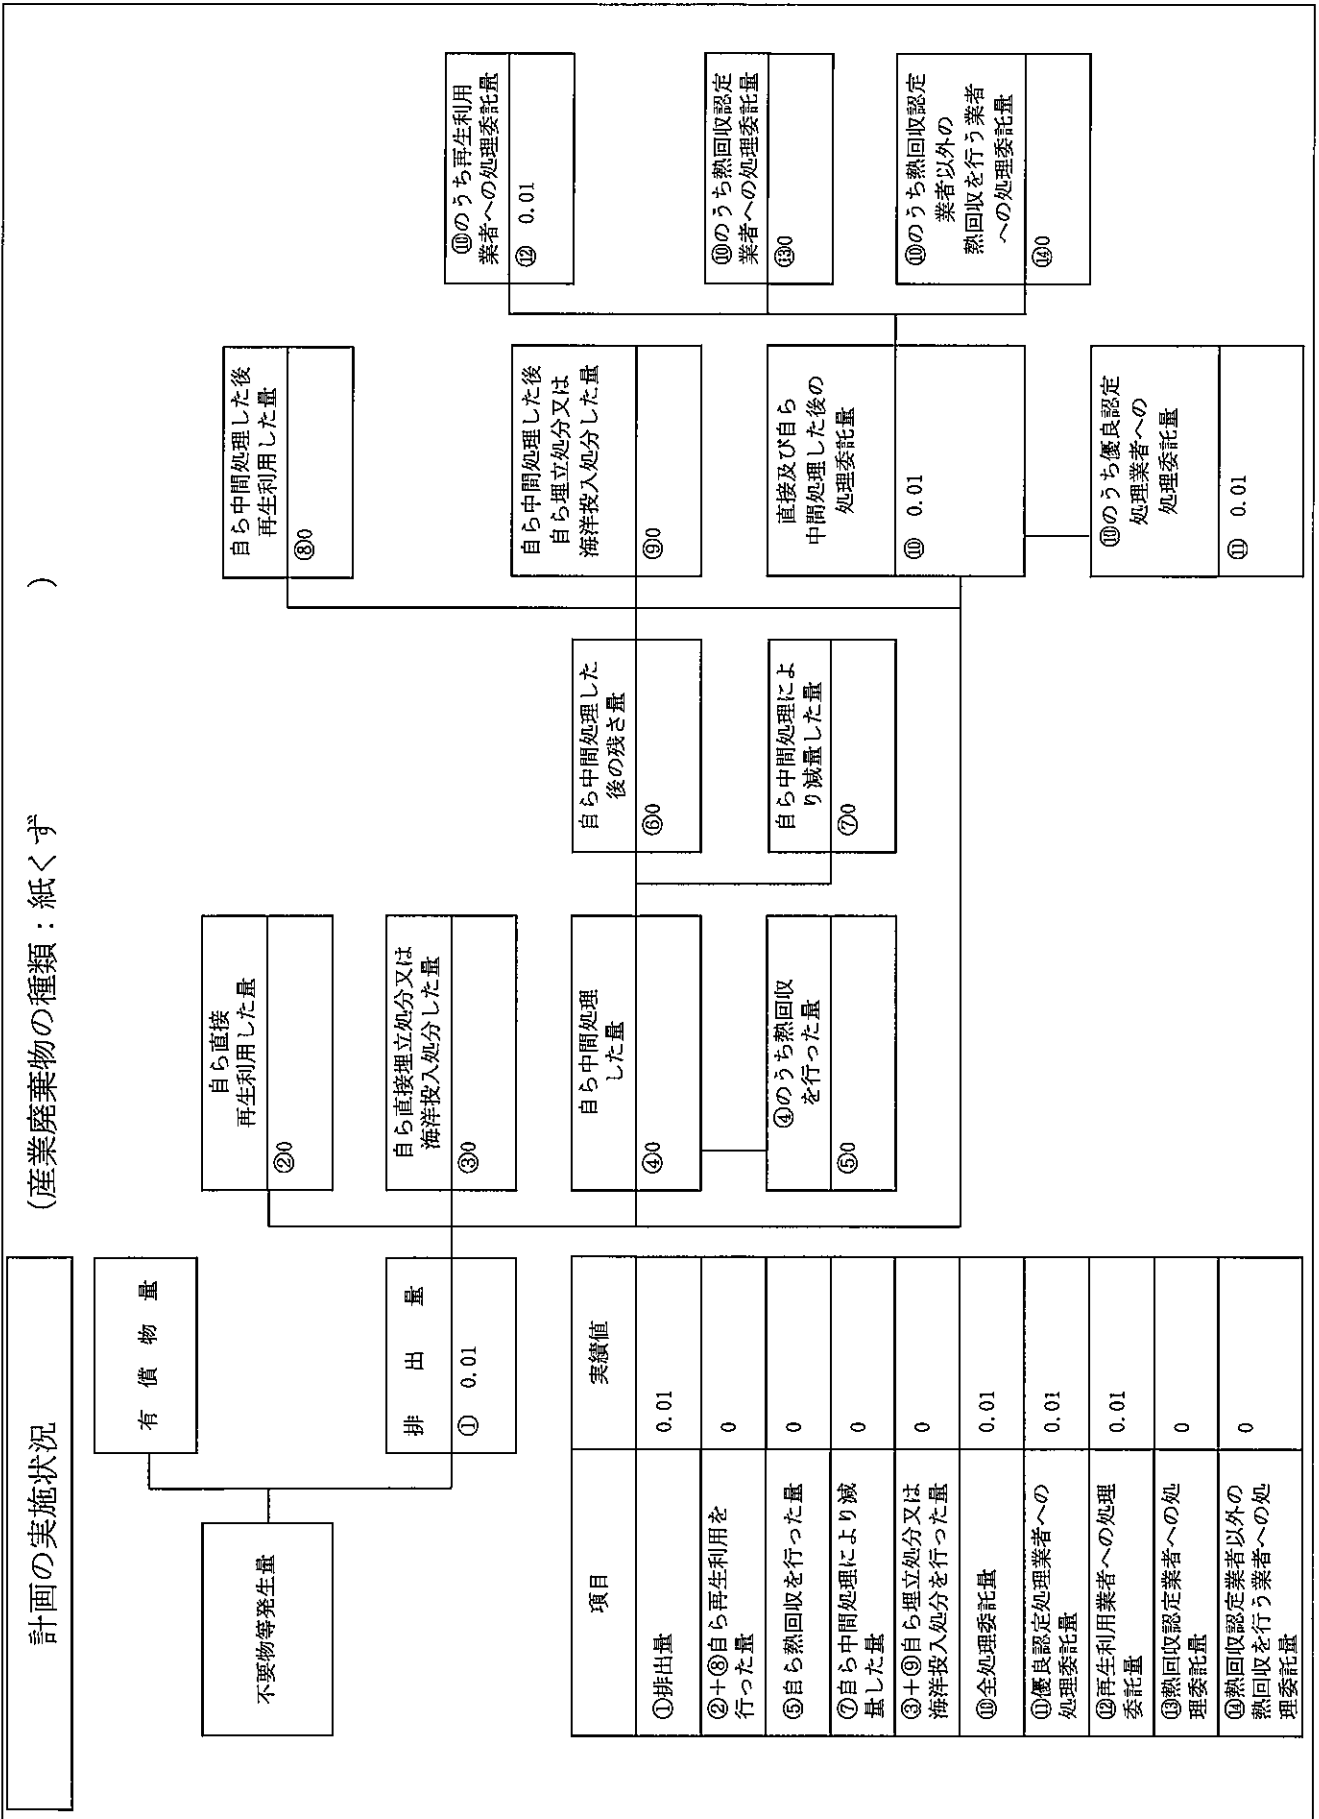 計画の実施状況
(産業廃棄物の種類：紙くず　　　　　)
不要物等発生量
有 償 物 量
排 出 量
① 0.01
自ら直接
再生利用した量
②0
自ら直接埋立処分又は
海洋投入処分した量
③0
自ら中間処理
した量
④0
④のうち熱回収
を行った量
⑤0
自ら中間処理した
後の残さ量
⑥0
自ら中間処理によ
り減量した量
⑦0
自ら中間処理した後
再生利用した量
⑧0
自ら中間処理した後
自ら埋立処分又は
海洋投入処分した量
⑨0
直接及び自ら
中間処理した後の
処理委託量
⑩ 0.01
⑩のうち優良認定
処理業者への
処理委託量
⑪ 0.01
⑩のうち再生利用
業者への処理委託量
⑫ 0.01
⑩のうち熱回収認定
業者への処理委託量
⑬0
⑩のうち熱回収認定
業者以外の
熱回収を行う業者
への処理委託量
⑭0
項目 実績値
①排出量 0.01
②+⑧自ら再生利用を
行った量 0
⑤自ら熱回収を行った量 0
⑦自ら中間処理により減
量した量 0
③+⑨自ら埋立処分又は
海洋投入処分を行った量 0
⑩全処理委託量 0.01
⑪優良認定処理業者への
処理委託量 0.01
⑫再生利用業者への処理
委託量 0.01
⑬熱回収認定業者への処
理委託量 0
⑭熱回収認定業者以外の
熱回収を行う業者への処
理委託量 0